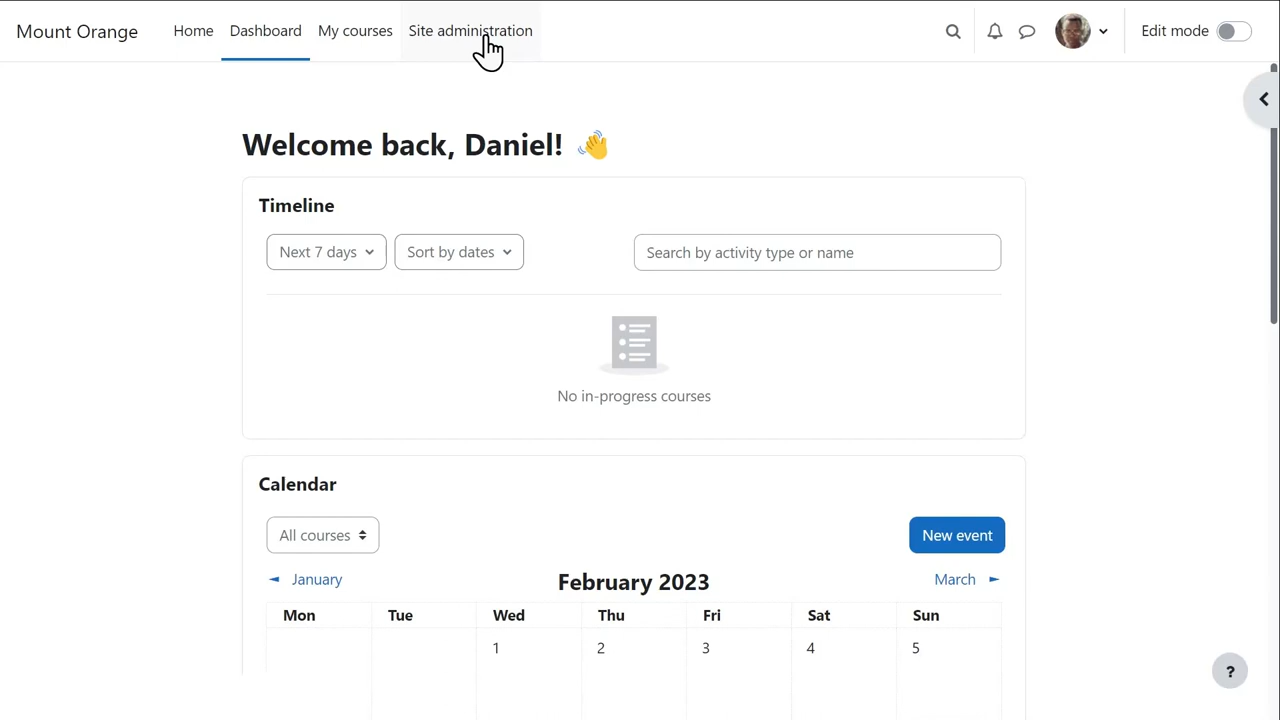 Mount Orange Home Dashboard My courses Site administration Edit mode
Welcome back, Daniel! 👋
Timeline
Next 7 days Sort by dates Search by activity type or name
No in-progress courses
Calendar
All courses New event
◄ January February 2023 March ►
Mon Tue Wed Thu Fri Sat Sun
1 2 3 4 5
?